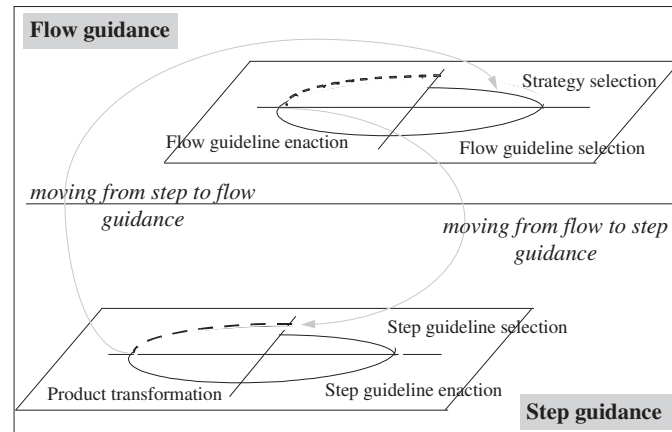 Flow guidance
Strategy selection
Flow guideline enaction
Flow guideline selection
moving from step to flow
guidance
moving from flow to step
guidance
Step guideline selection
Product transformation
Step guideline enaction
Step guidance